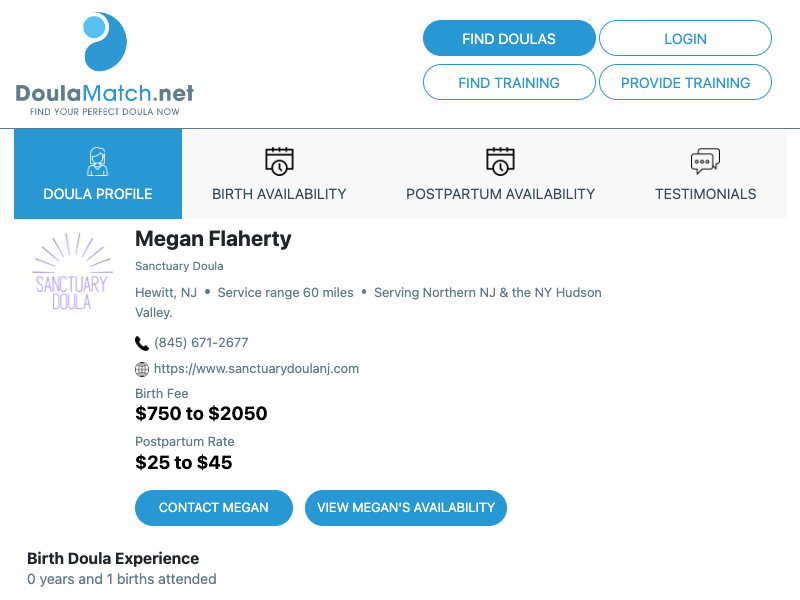 DoulaMatch.net
FIND YOUR PERFECT DOULA NOW
FIND DOULAS
LOGIN
FIND TRAINING
PROVIDE TRAINING
DOULA PROFILE
BIRTH AVAILABILITY
POSTPARTUM AVAILABILITY
TESTIMONIALS
SANCTUARY
DOULA
Megan Flaherty
Sanctuary Doula
Hewitt, NJ • Service range 60 miles • Serving Northern NJ & the NY Hudson
Valley.
(845) 671-2677
https://www.sanctuarydoulanj.com
Birth Fee
$750 to $2050
Postpartum Rate
$25 to $45
CONTACT MEGAN
VIEW MEGAN'S AVAILABILITY
Birth Doula Experience
0 years and 1 births attended